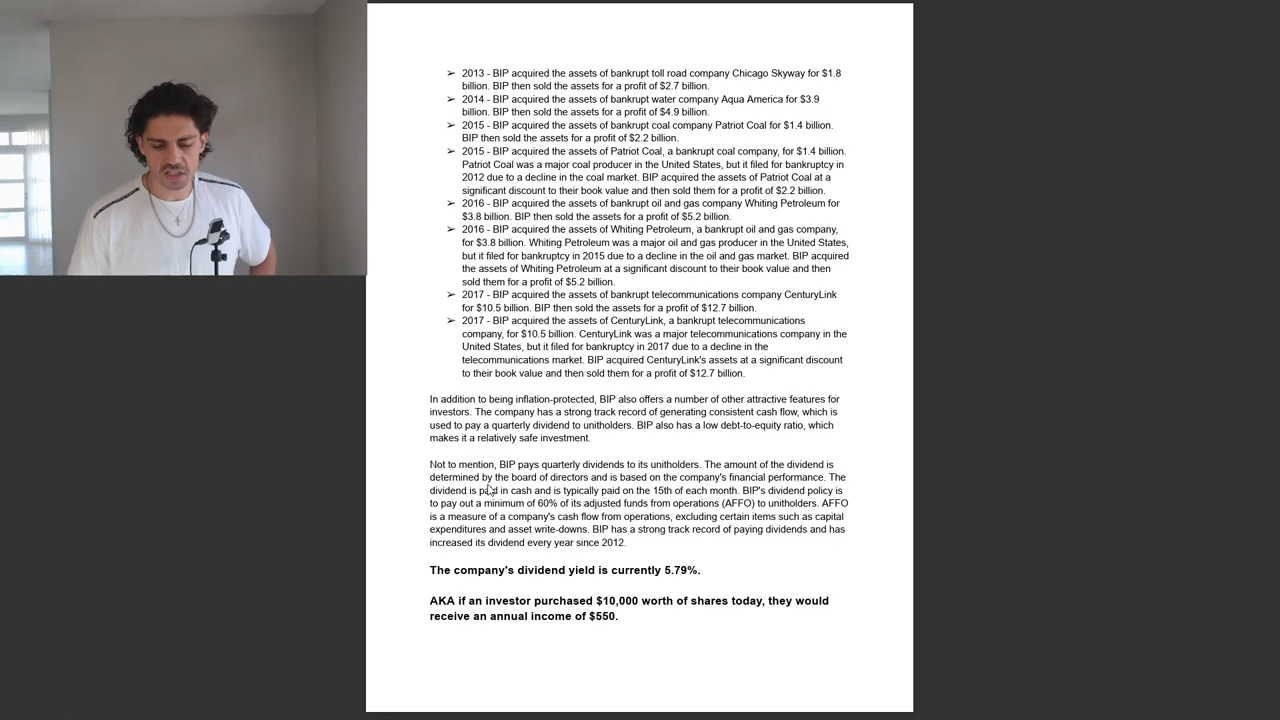 ➢ 2013 - BIP acquired the assets of bankrupt toll road company Chicago Skyway for $1.8
billion. BIP then sold the assets for a profit of $2.7 billion.
➢ 2014 - BIP acquired the assets of bankrupt water company Aqua America for $3.9
billion. BIP then sold the assets for a profit of $4.9 billion.
➢ 2015 - BIP acquired the assets of bankrupt coal company Patriot Coal for $1.4 billion.
BIP then sold the assets for a profit of $2.2 billion.
➢ 2015 - BIP acquired the assets of Patriot Coal, a bankrupt coal company, for $1.4 billion.
Patriot Coal was a major coal producer in the United States, but it filed for bankruptcy in
2012 due to a decline in the coal market. BIP acquired the assets of Patriot Coal at a
significant discount to their book value and then sold them for a profit of $2.2 billion.
➢ 2016 - BIP acquired the assets of bankrupt oil and gas company Whiting Petroleum for
$3.8 billion. BIP then sold the assets for a profit of $5.2 billion.
➢ 2016 - BIP acquired the assets of Whiting Petroleum, a bankrupt oil and gas company,
for $3.8 billion. Whiting Petroleum was a major oil and gas producer in the United States,
but it filed for bankruptcy in 2015 due to a decline in the oil and gas market. BIP acquired
the assets of Whiting Petroleum at a significant discount to their book value and then
sold them for a profit of $5.2 billion.
➢ 2017 - BIP acquired the assets of bankrupt telecommunications company CenturyLink
for $10.5 billion. BIP then sold the assets for a profit of $12.7 billion.
➢ 2017 - BIP acquired the assets of CenturyLink, a bankrupt telecommunications
company, for $10.5 billion. CenturyLink was a major telecommunications company in the
United States, but it filed for bankruptcy in 2017 due to a decline in the
telecommunications market. BIP acquired CenturyLink's assets at a significant discount
to their book value and then sold them for a profit of $12.7 billion.
In addition to being inflation-protected, BIP also offers a number of other attractive features for
investors. The company has a strong track record of generating consistent cash flow, which is
used to pay a quarterly dividend to unitholders. BIP also has a low debt-to-equity ratio, which
makes it a relatively safe investment.
Not to mention, BIP pays quarterly dividends to its unitholders. The amount of the dividend is
determined by the board of directors and is based on the company's financial performance. The
dividend is paid in cash and is typically paid on the 15th of each month. BIP's dividend policy is
to pay out a minimum of 60% of its adjusted funds from operations (AFFO) to unitholders. AFFO
is a measure of a company's cash flow from operations, excluding certain items such as capital
expenditures and asset write-downs. BIP has a strong track record of paying dividends and has
increased its dividend every year since 2012.
The company's dividend yield is currently 5.79%.
AKA if an investor purchased $10,000 worth of shares today, they would
receive an annual income of $550.